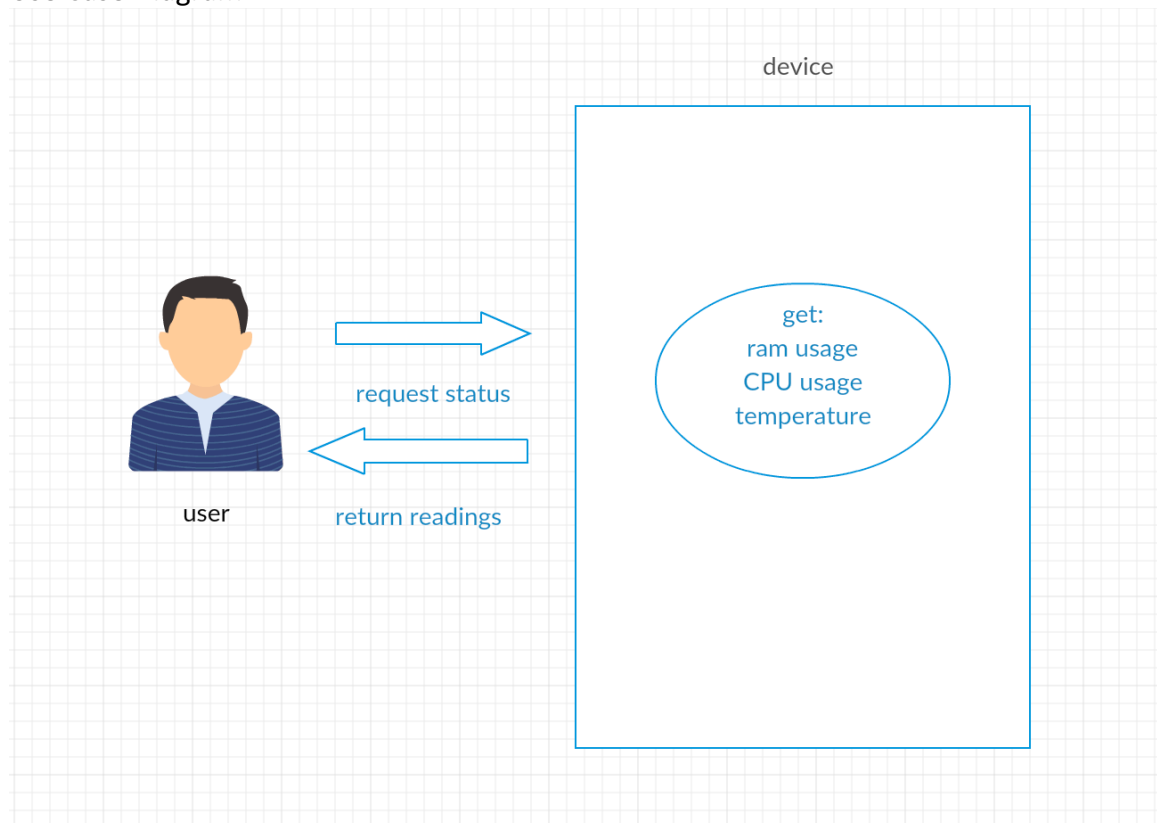 device
get:
ram usage
CPU usage
temperature
request status
return readings
user